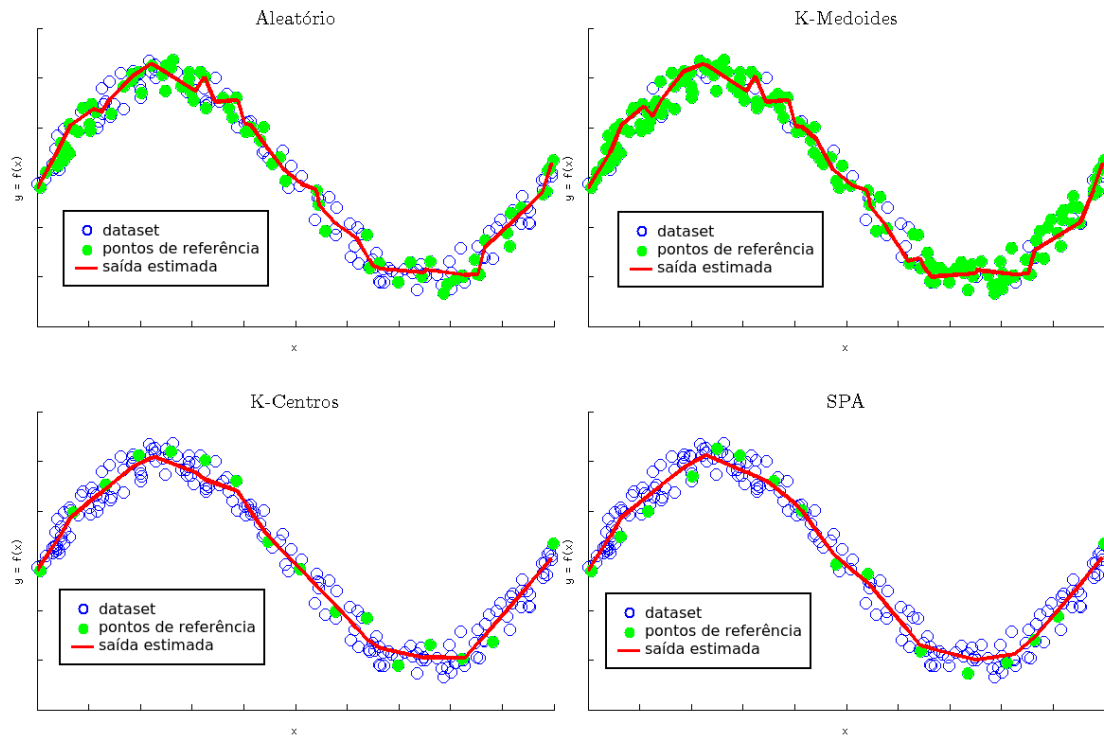 Aleatório
y = f(x)
dataset
pontos de referência
saída estimada
x
K-Medoides
y = f(x)
dataset
pontos de referência
saída estimada
x
K-Centros
y = f(x)
dataset
pontos de referência
saída estimada
x
SPA
y = f(x)
dataset
pontos de referência
saída estimada
x